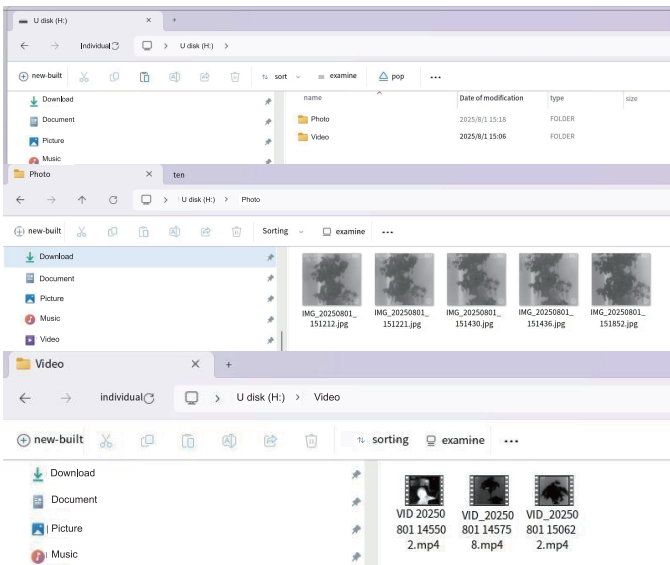 U disk (H:) × +
Individual U disk (H:)
new-built sort examine pop ...
name Date of modification type size
Download
Photo 2025/8/1 15:18 FOLDER
Document
Video 2025/8/1 15:06 FOLDER
Picture
Music
Photo × ten
U disk (H:) Photo
new-built Sorting examine ...
Download
Document
Picture
Music
Video
IMG_20250801_ IMG_20250801_ IMG_20250801_ IMG_20250801_ IMG_20250801_
151212.jpg 151221.jpg 151430.jpg 151436.jpg 151852.jpg
Video × +
individual U disk (H:) Video
new-built sorting examine ...
Download
Document
Picture
Music
VID 20250 VID_20250 VID_20250
801 14550 801 14575 801 15062
2.mp4 8.mp4 2.mp4